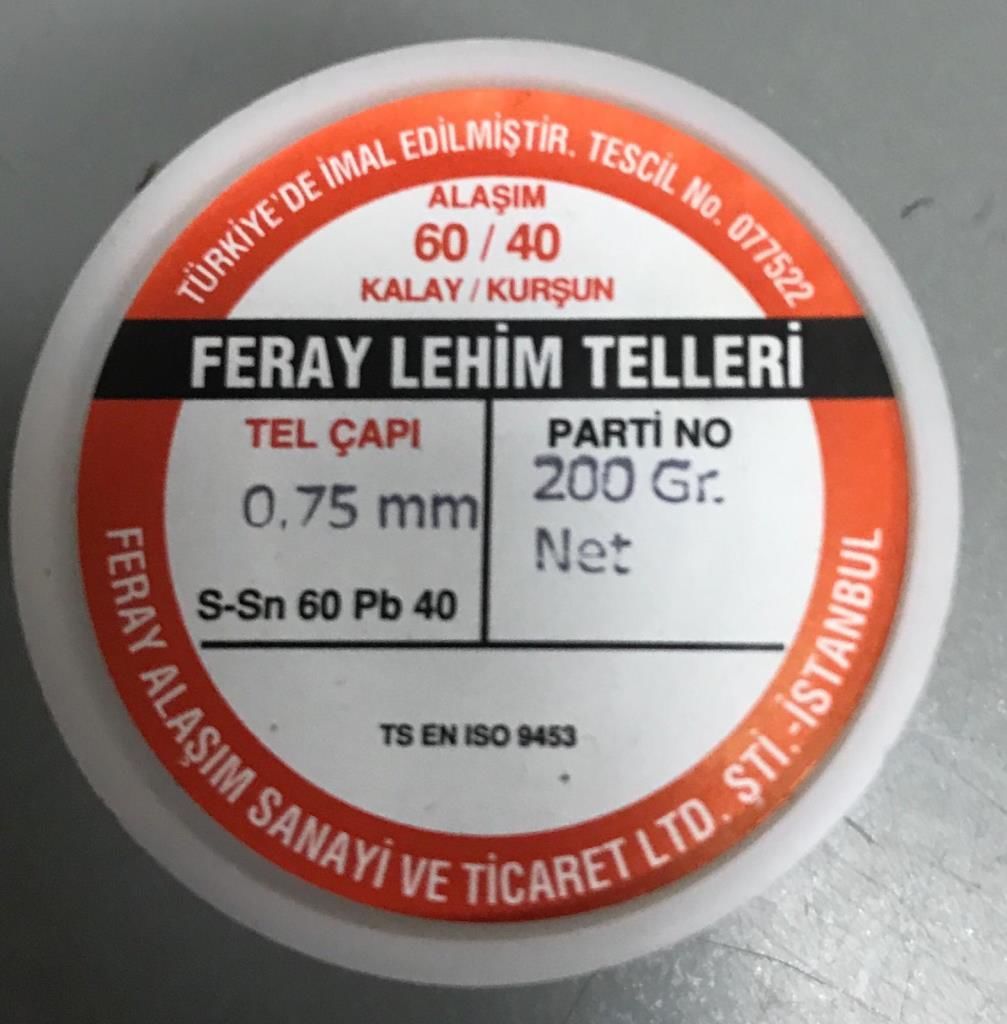 TÜRKİYE'DE İMAL EDİLMİŞTİR. TESCİL No. 077522
ALAŞIM
60 / 40
KALAY / KURŞUN
FERAY LEHİM TELLERİ
TEL ÇAPI
0,75 mm
S-Sn 60 Pb 40
PARTİ NO
200 Gr.
Net
TS EN ISO 9453
FERAY ALAŞIM SANAYİ VE TİCARET LTD. ŞTİ.-İSTANBUL